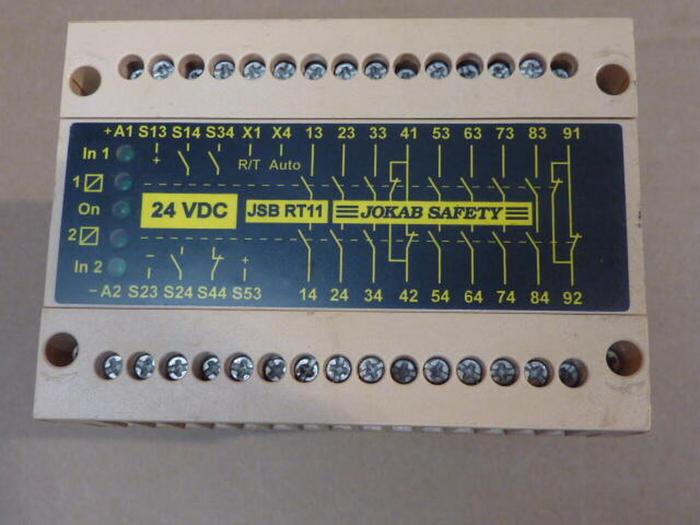 + A1 S13 S14 S34 X1 X4 13 23 33 41 53 63 73 83 91
In 1 + R/T Auto
1
On 24 VDC JSB RT11 JOKAB SAFETY
2
In 2 − +
− A2 S23 S24 S44 S53 14 24 34 42 54 64 74 84 92